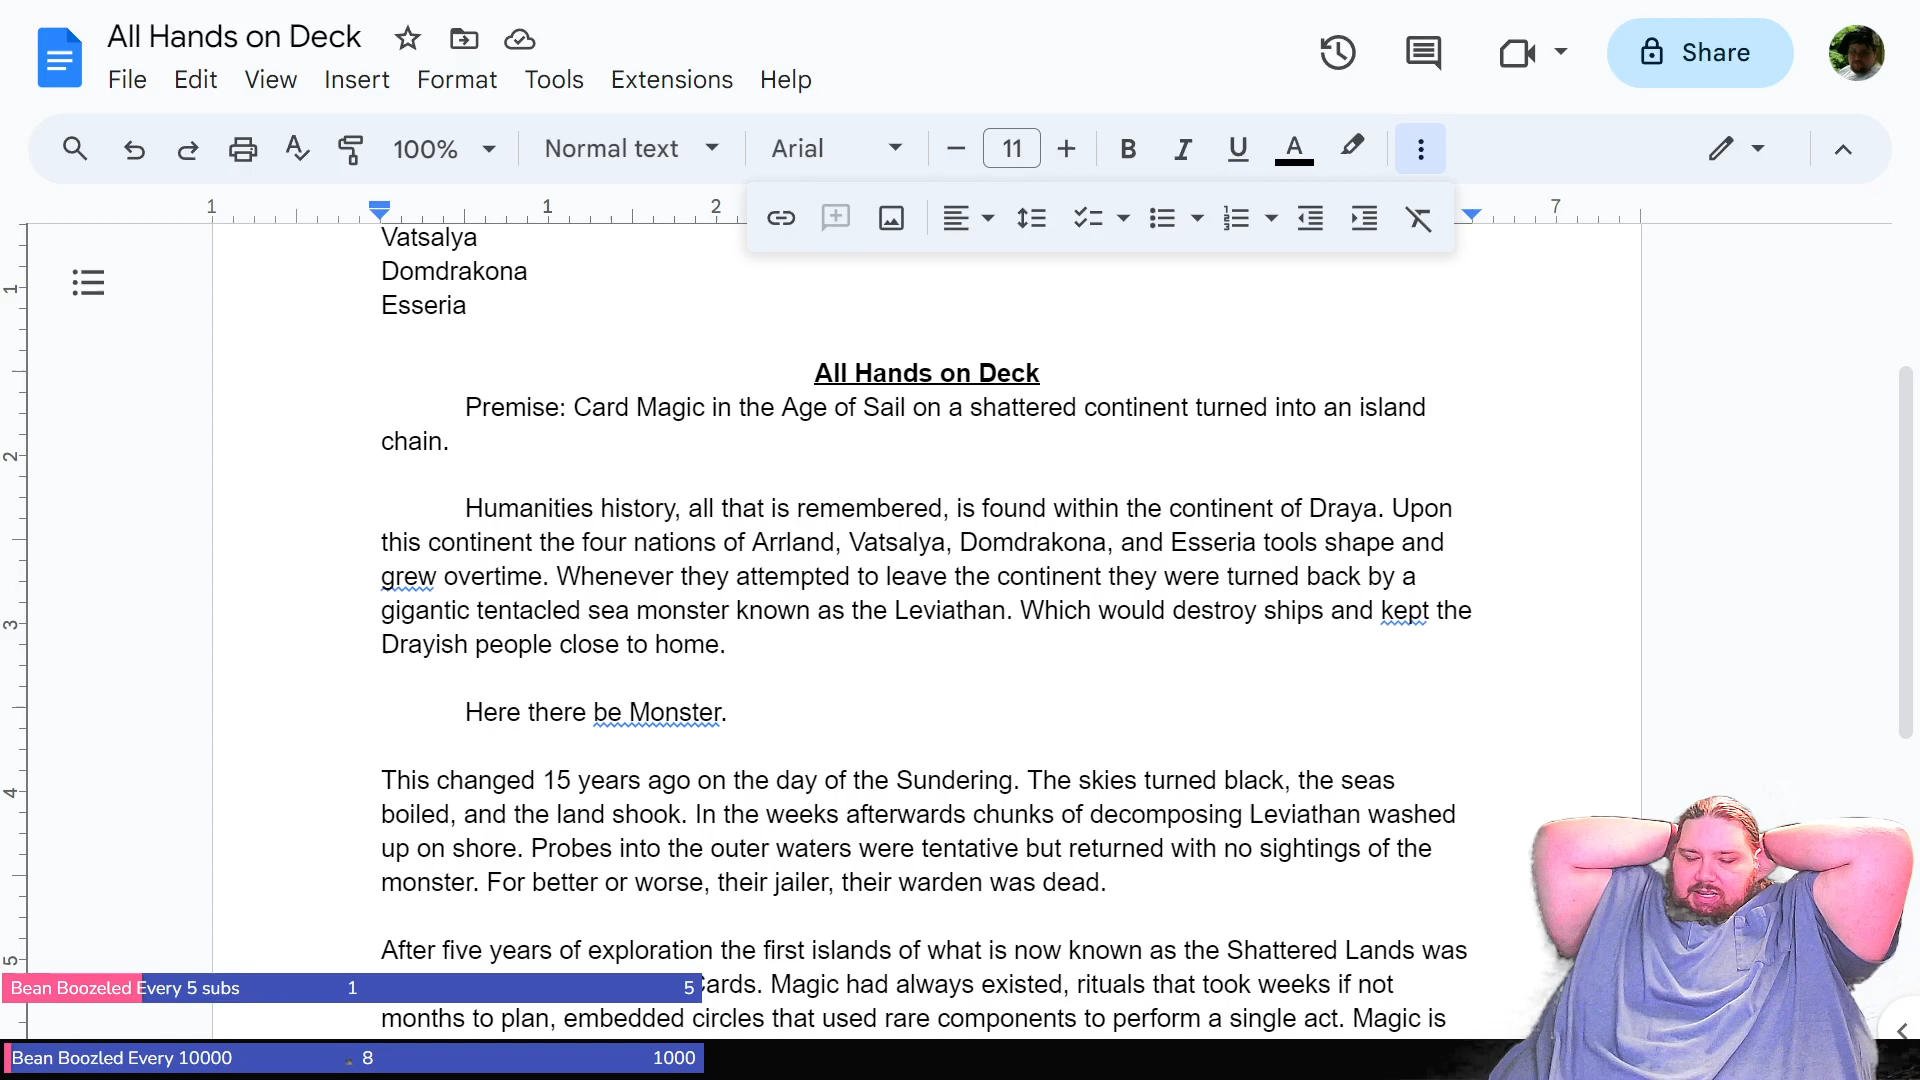 All Hands on Deck
File Edit View Insert Format Tools Extensions Help
Share
100% Normal text Arial 11 B I U A
1 1 2 7
Vatsalya
Domdrakona
Esseria
All Hands on Deck
Premise: Card Magic in the Age of Sail on a shattered continent turned into an island
chain.
Humanities history, all that is remembered, is found within the continent of Draya. Upon
this continent the four nations of Arrland, Vatsalya, Domdrakona, and Esseria tools shape and
grew overtime. Whenever they attempted to leave the continent they were turned back by a
gigantic tentacled sea monster known as the Leviathan. Which would destroy ships and kept the
Drayish people close to home.
Here there be Monster.
This changed 15 years ago on the day of the Sundering. The skies turned black, the seas
boiled, and the land shook. In the weeks afterwards chunks of decomposing Leviathan washed
up on shore. Probes into the outer waters were tentative but returned with no sightings of the
monster. For better or worse, their jailer, their warden was dead.
After five years of exploration the first islands of what is now known as the Shattered Lands was
ards. Magic had always existed, rituals that took weeks if not
months to plan, embedded circles that used rare components to perform a single act. Magic is
1
2
3
4
5
Bean Boozeled Every 5 subs 1 5
Bean Boozled Every 10000 8 1000